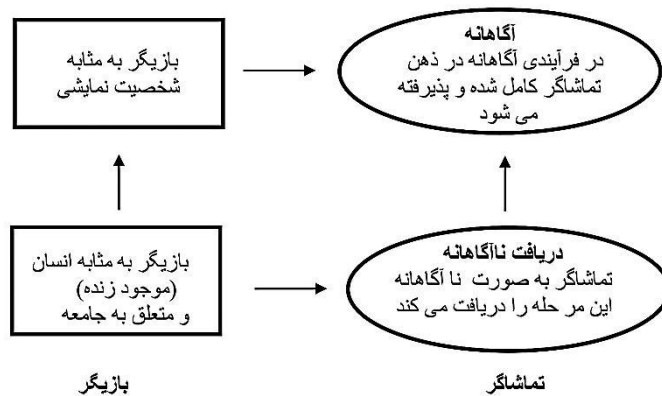 بازیگر به مثابه
شخصیت نمایشی
آگاهانه
در فرآیندی آگاهانه در ذهن
تماشاگر کامل شده و پذیرفته
می شود
بازیگر به مثابه انسان
(موجود زنده)
و متعلق به جامعه
دریافت ناآگاهانه
تماشاگر به صورت نا آگاهانه
این مر حله را دریافت می کند
بازیگر
تماشاگر